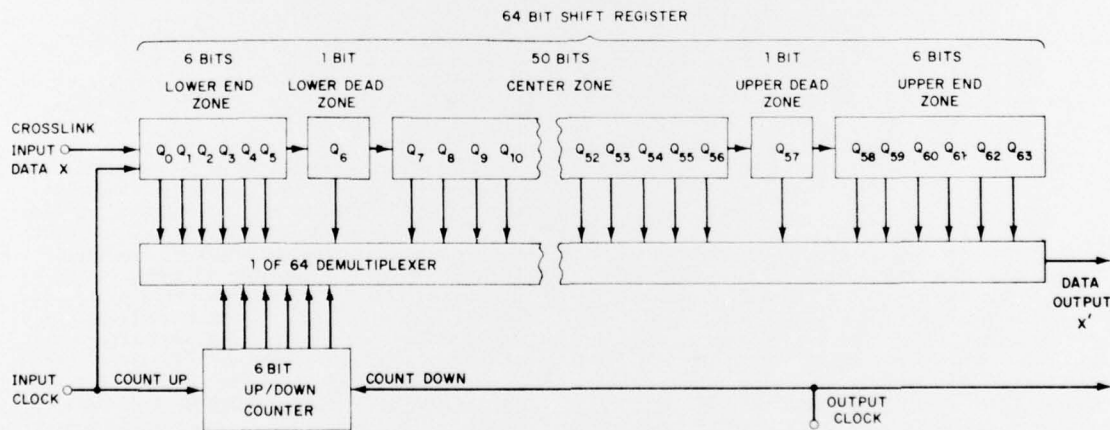 64 BIT SHIFT REGISTER
6 BITS
1 BIT
50 BITS
1 BIT
6 BITS
LOWER END
ZONE
LOWER DEAD
ZONE
CENTER ZONE
UPPER DEAD
ZONE
UPPER END
ZONE
CROSSLINK
INPUT
DATA X
Q0 Q1 Q2 Q3 Q4 Q5
Q6
Q7 Q8 Q9 Q10
Q52 Q53 Q54 Q55 Q56
Q57
Q58 Q59 Q60 Q61 Q62 Q63
1 OF 64 DEMULTIPLEXER
DATA
OUTPUT
X'
INPUT
CLOCK
COUNT UP
6 BIT
UP/DOWN
COUNTER
COUNT DOWN
OUTPUT
CLOCK